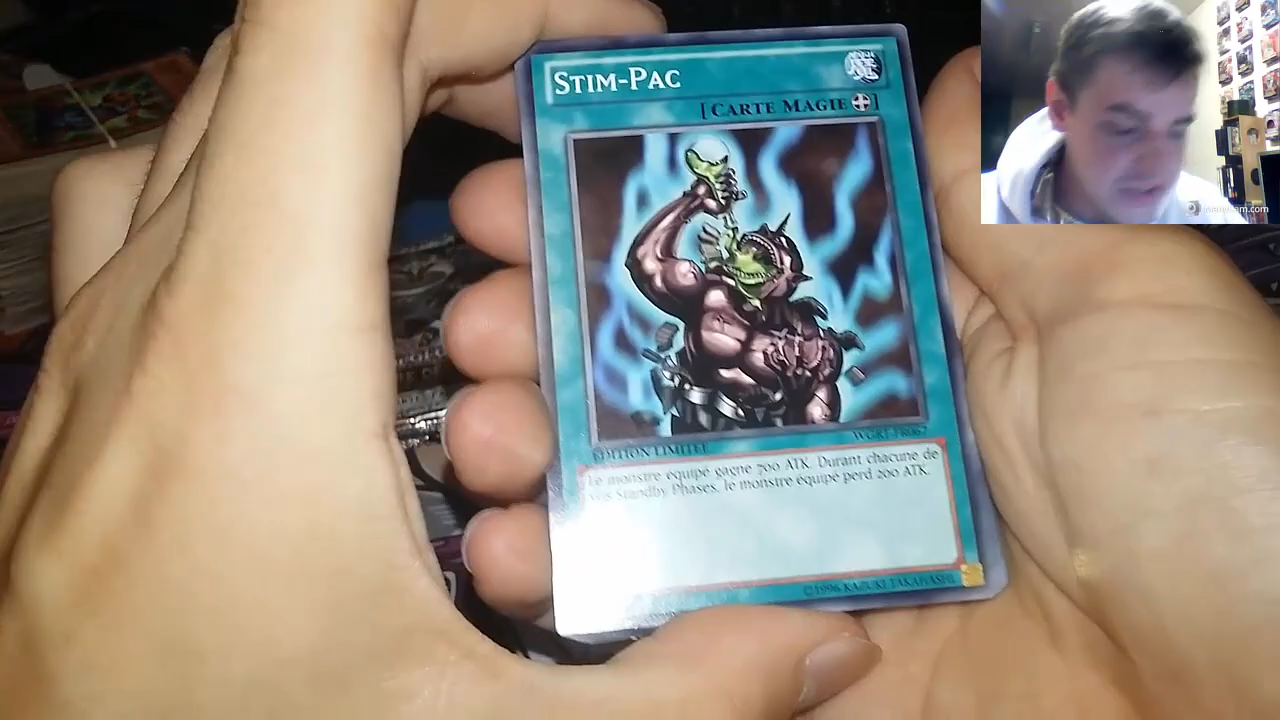 STIM-PAC
[CARTE MAGIE ]
ÉDITION LIMITÉE
WGRT-FR067
Le monstre équipé gagne 700 ATK. Durant chacune de
vos Standby Phases, le monstre équipé perd 200 ATK.
©1996 KAZUKI TAKAHASHI